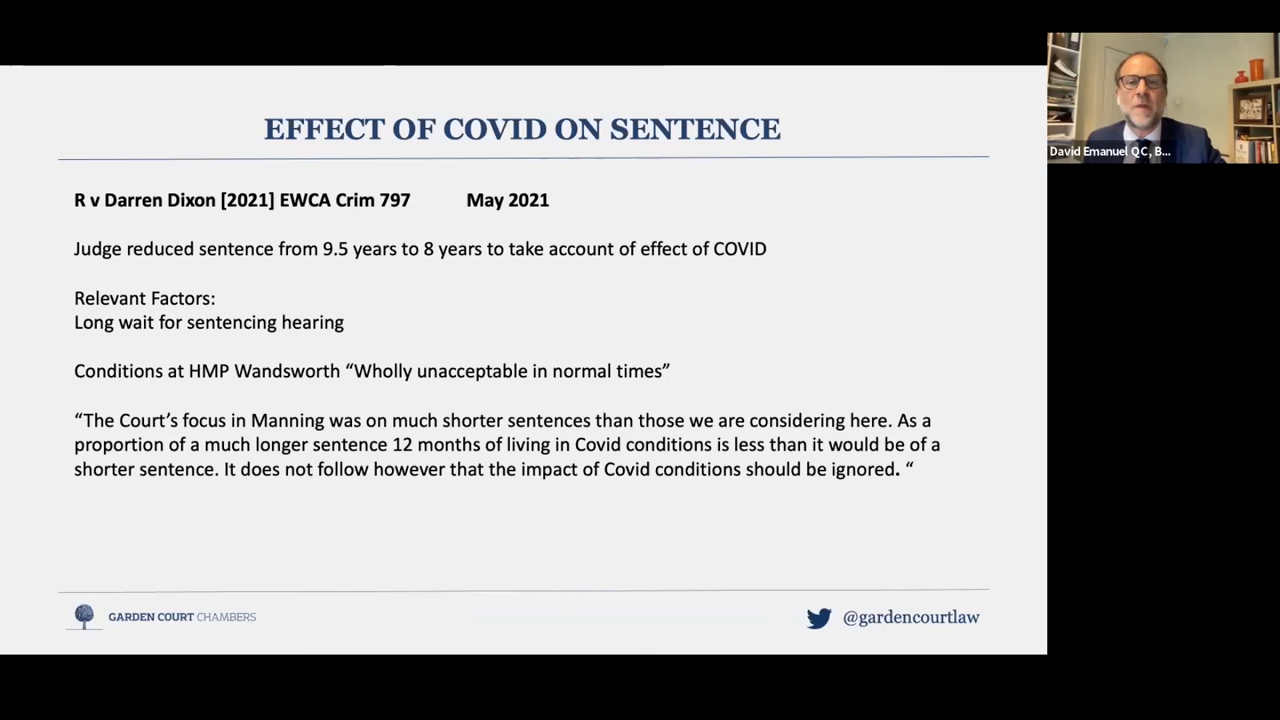 EFFECT OF COVID ON SENTENCE
R v Darren Dixon [2021] EWCA Crim 797 May 2021
Judge reduced sentence from 9.5 years to 8 years to take account of effect of COVID
Relevant Factors:
Long wait for sentencing hearing
Conditions at HMP Wandsworth “Wholly unacceptable in normal times”
“The Court’s focus in Manning was on much shorter sentences than those we are considering here. As a
proportion of a much longer sentence 12 months of living in Covid conditions is less than it would be of a
shorter sentence. It does not follow however that the impact of Covid conditions should be ignored. “
GARDEN COURT CHAMBERS
@gardencourtlaw
David Emanuel QC, B...